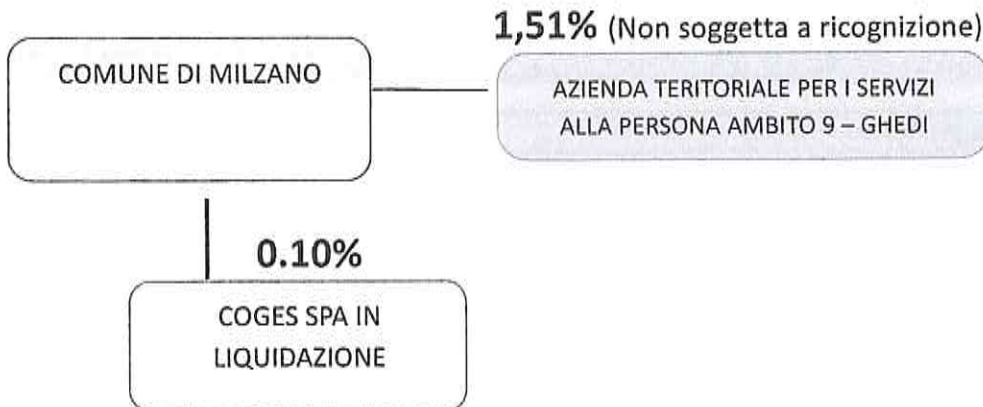 1,51% (Non soggetta a ricognizione)
COMUNE DI MILZANO
AZIENDA TERITORIALE PER I SERVIZI
ALLA PERSONA AMBITO 9 – GHEDI
0.10%
COGES SPA IN
LIQUIDAZIONE